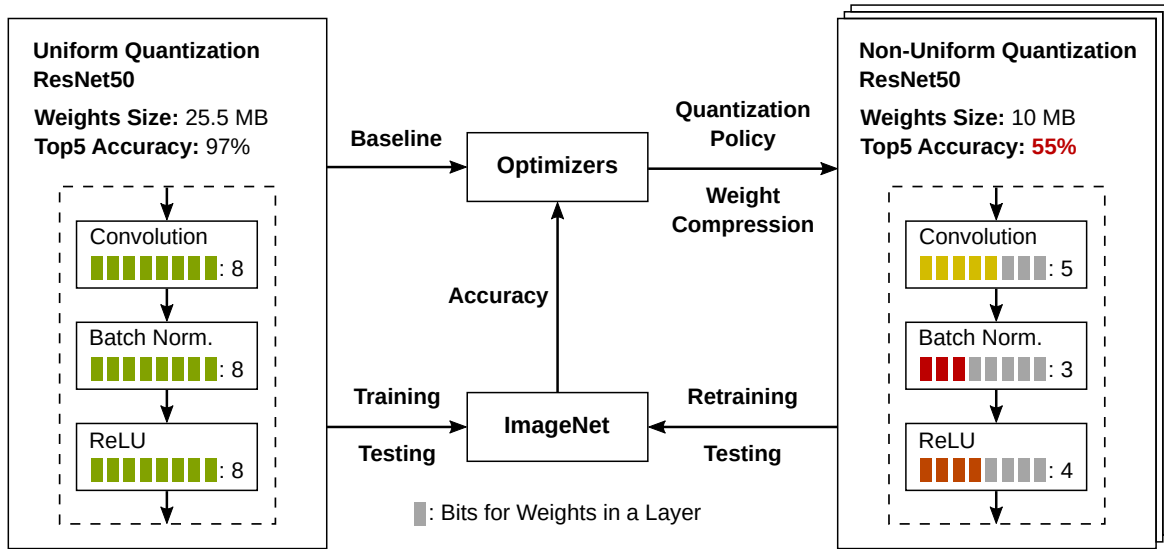 Uniform Quantization
ResNet50
Weights Size: 25.5 MB
Top5 Accuracy: 97%
Convolution
: 8
Batch Norm.
: 8
ReLU
: 8
Baseline
Optimizers
Quantization
Policy
Weight
Compression
Accuracy
Training
Testing
ImageNet
Retraining
Testing
: Bits for Weights in a Layer
Non-Uniform Quantization
ResNet50
Weights Size: 10 MB
Top5 Accuracy: 55%
Convolution
: 5
Batch Norm.
: 3
ReLU
: 4